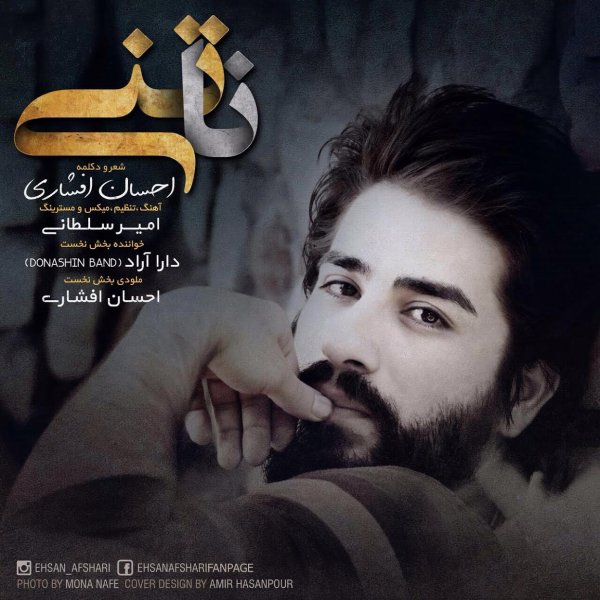 ناتنی
شعر و دکلمه
احسان افشاری
آهنگ ،تنظیم ،میکس و مسترینگ
امیر سلطانی
خواننده بخش نخست
دارا آراد (DONASHIN BAND)
ملودی بخش نخست
احسان افشاری
EHSAN_AFSHARI f EHSANAFSHARIFANPAGE
PHOTO BY MONA NAFE COVER DESIGN BY AMIR HASANPOUR